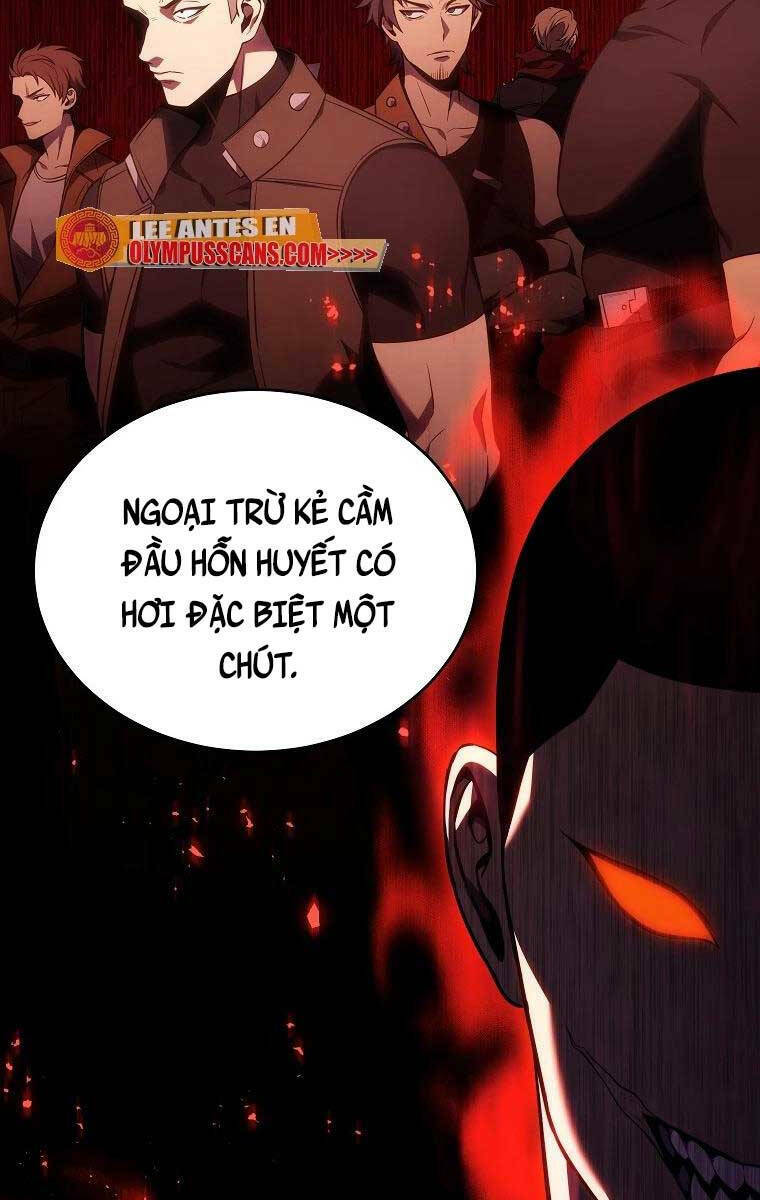 LEE ANTES EN
OLYMPUSSCANS.COM>>>>
NGOẠI TRỪ KẺ CẦM
ĐẦU HỖN HUYẾT CÓ
HƠI ĐẶC BIỆT MỘT
CHÚT.